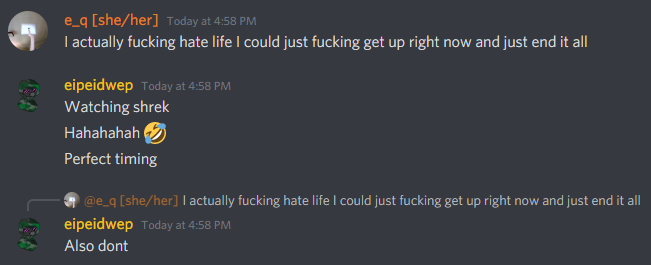 e_q [she/her] Today at 4:58 PM
I actually fucking hate life I could just fucking get up right now and just end it all
eipeidwep Today at 4:58 PM
Watching shrek
Hahahahah 🤣
Perfect timing
@e_q [she/her] I actually fucking hate life I could just fucking get up right now and just end it all
eipeidwep Today at 4:58 PM
Also dont